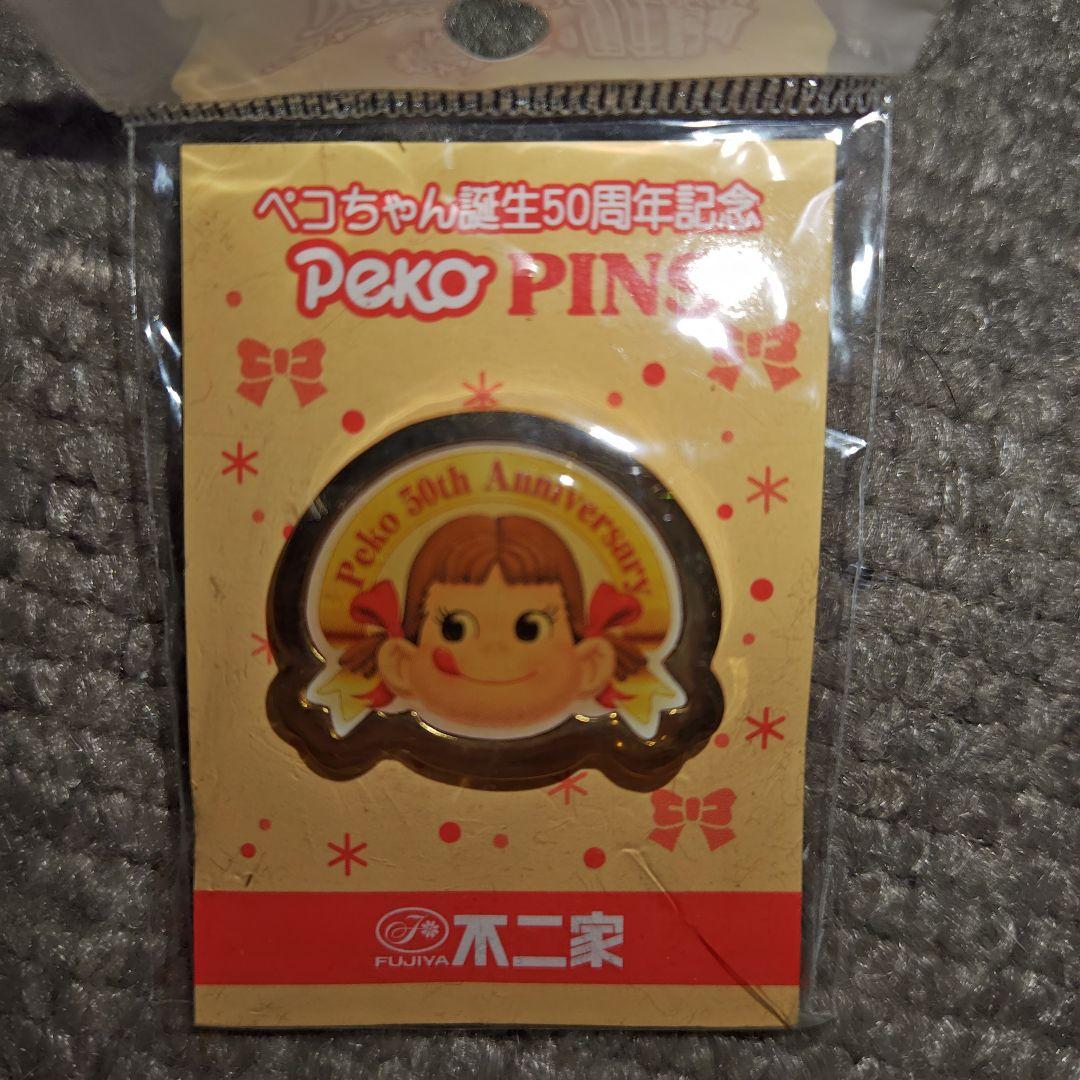 ペコちゃん誕生50周年記念
Peko PINS
Peko 50th Anniversary
F
FUJIYA 不二家